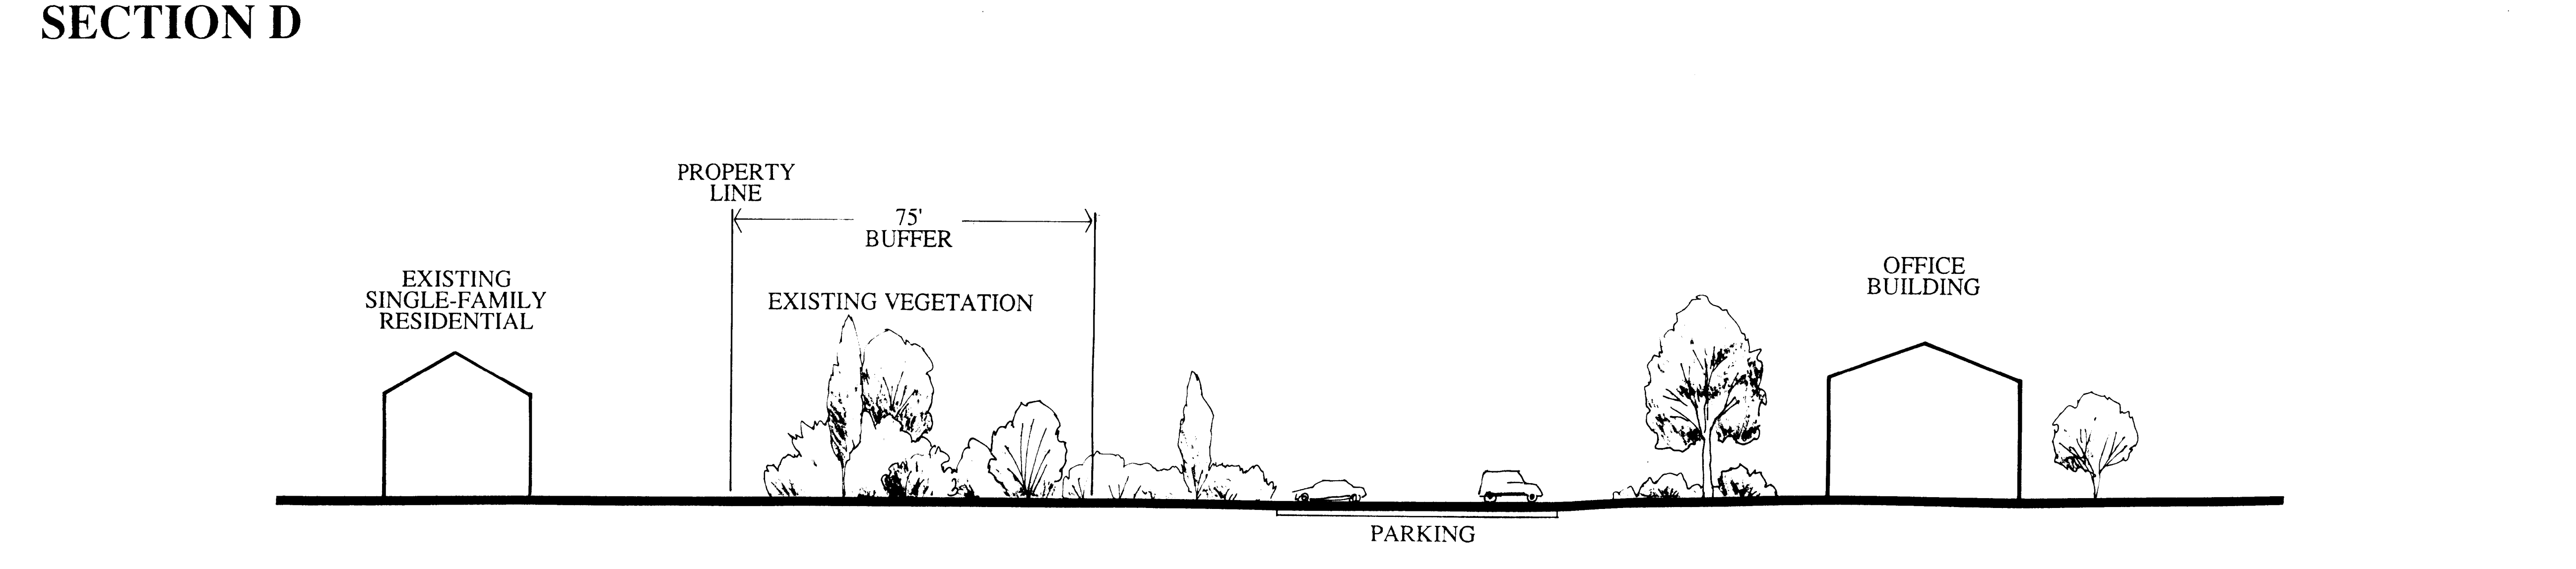 SECTION D
PROPERTY
LINE
75'
BUFFER
EXISTING
SINGLE-FAMILY
RESIDENTIAL
EXISTING VEGETATION
OFFICE
BUILDING
PARKING